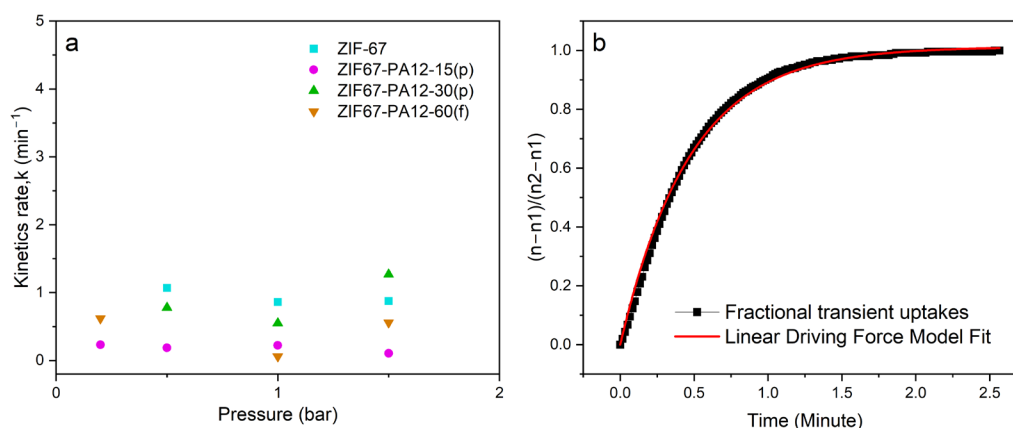 a
ZIF-67
ZIF67-PA12-15(p)
ZIF67-PA12-30(p)
ZIF67-PA12-60(f)
Kinetics rate,k (min⁻¹)
5
4
3
2
1
0
0
1
2
Pressure (bar)
b
(n−n1)/(n2−n1)
1.0
0.8
0.6
0.4
0.2
0.0
Fractional transient uptakes
Linear Driving Force Model Fit
0.0
0.5
1.0
1.5
2.0
2.5
Time (Minute)